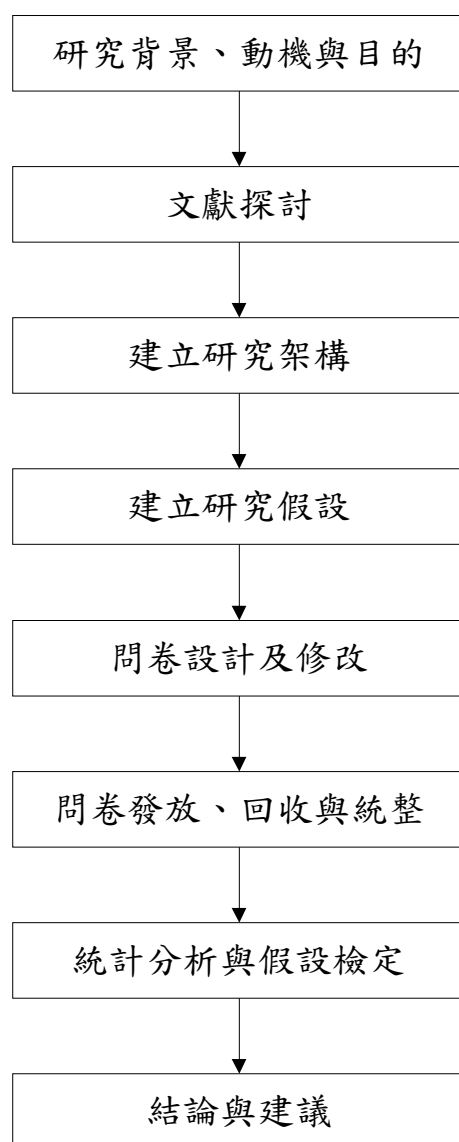 研究背景、動機與目的
文獻探討
建立研究架構
建立研究假設
問卷設計及修改
問卷發放、回收與統整
統計分析與假設檢定
結論與建議